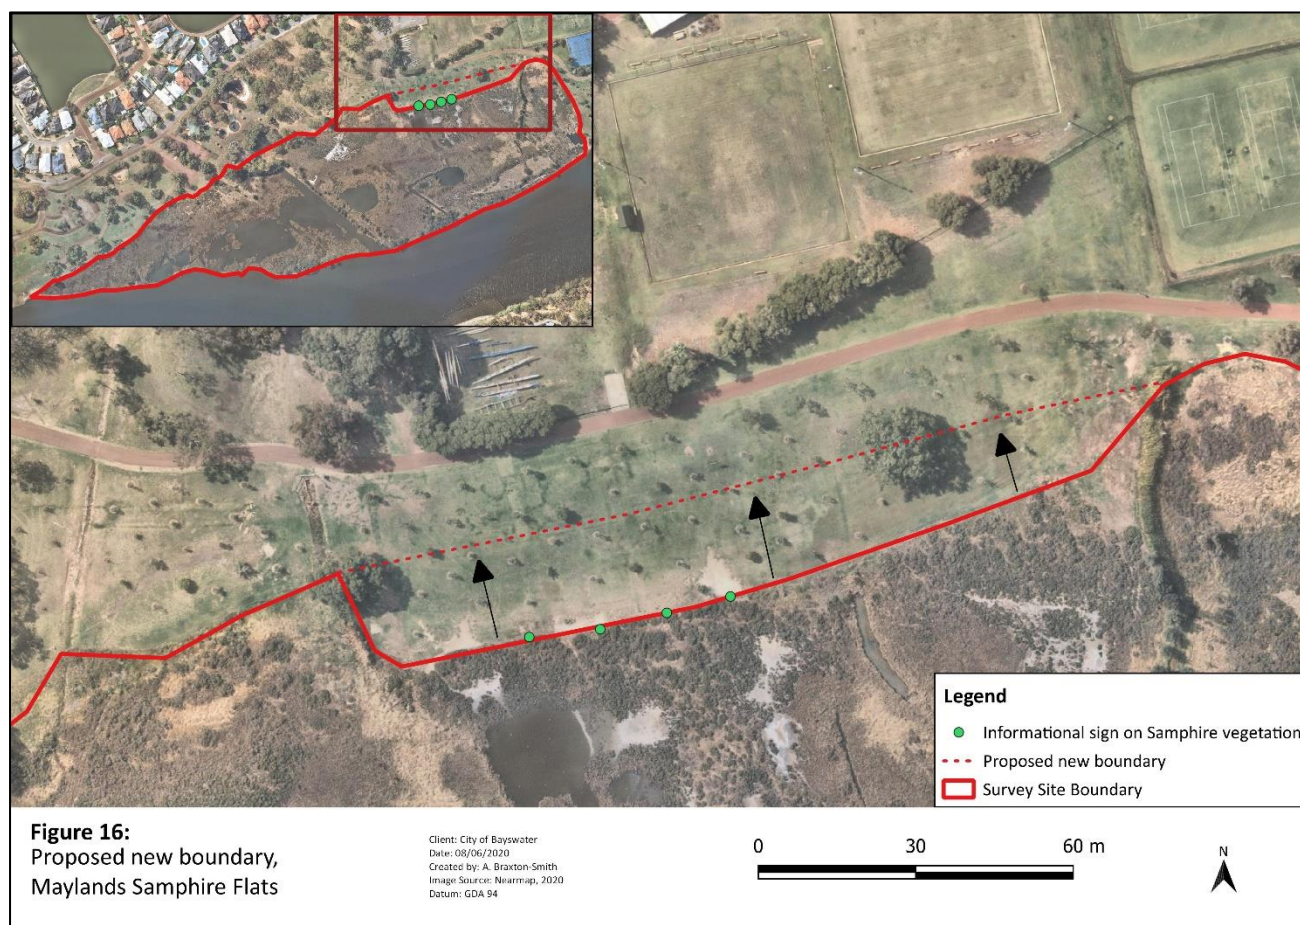 Legend
Informational sign on Samphire vegetation
Proposed new boundary
Survey Site Boundary
Figure 16:
Proposed new boundary,
Maylands Samphire Flats
Client: City of Bayswater
Date: 08/06/2020
Created by: A. Braxton-Smith
Image Source: Nearmap, 2020
Datum: GDA 94
0 30 60 m
N